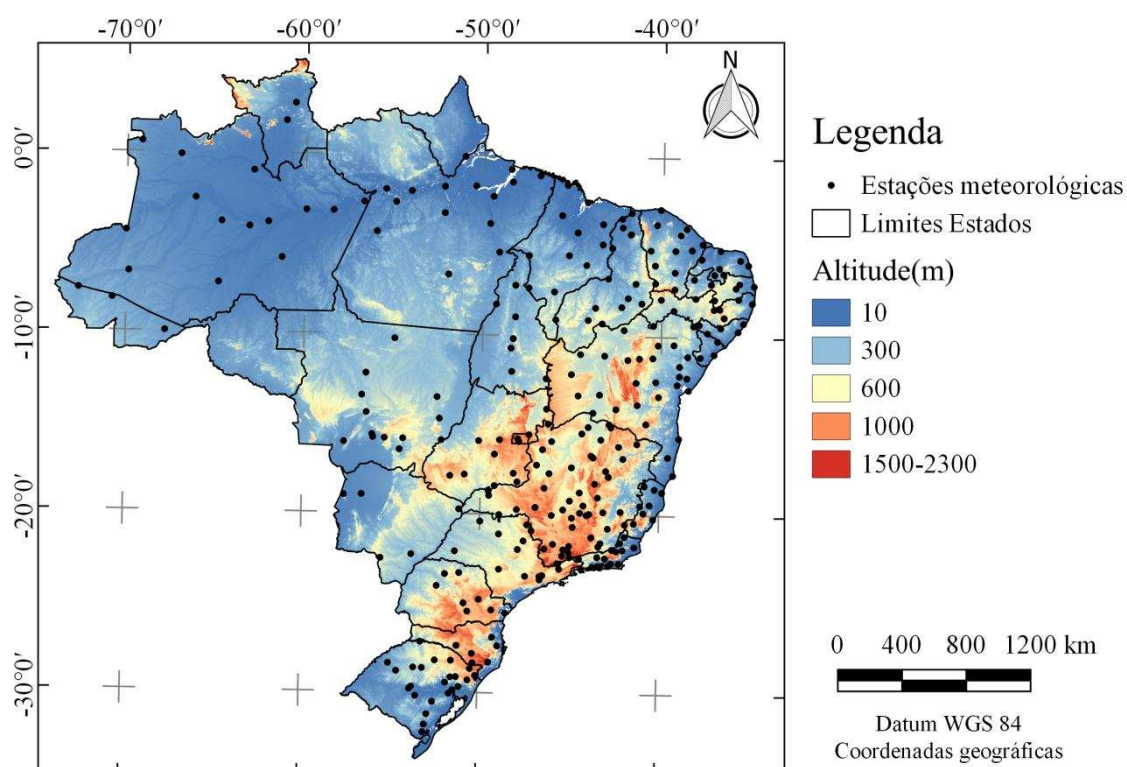 -70°0′ -60°0′ -50°0′ -40°0′
N
0°0′
-10°0′
-20°0′
-30°0′
Legenda
Estações meteorológicas
Limites Estados
Altitude(m)
10
300
600
1000
1500-2300
0 400 800 1200 km
Datum WGS 84
Coordenadas geográficas